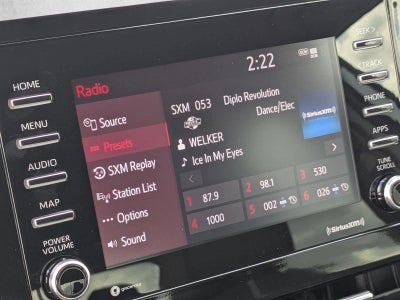 2:22
Radio
SEEK >
< TRACK
PHONE
APPS
TUNE
SCROLL
HOME
MENU
AUDIO
MAP
POWER
VOLUME
Source
Presets
SXM Replay
Station List
Options
Sound
SXM 053 Diplo Revolution
Dance/Elec
SiriusXM
WELKER
Ice In My Eyes
1 87.9
2 98.1
3 530
4 1000
5 002
6 026
SiriusXM
gracenote